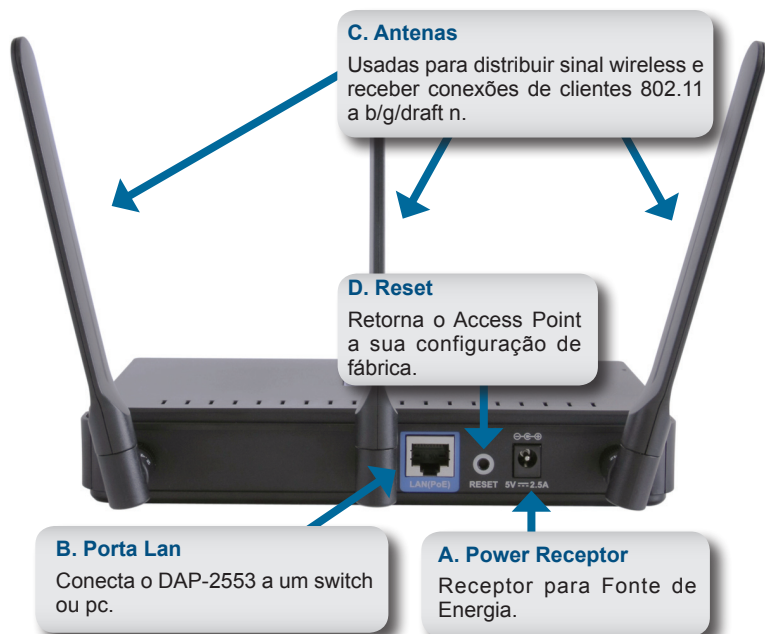 C. Antenas
Usadas para distribuir sinal wireless e
receber conexões de clientes 802.11
a b/g/draft n.
D. Reset
Retorna o Access Point
a sua configuração de
fábrica.
LAN(PoE)
RESET
5V⎓2.5A
B. Porta Lan
Conecta o DAP-2553 a um switch
ou pc.
A. Power Receptor
Receptor para Fonte de
Energia.